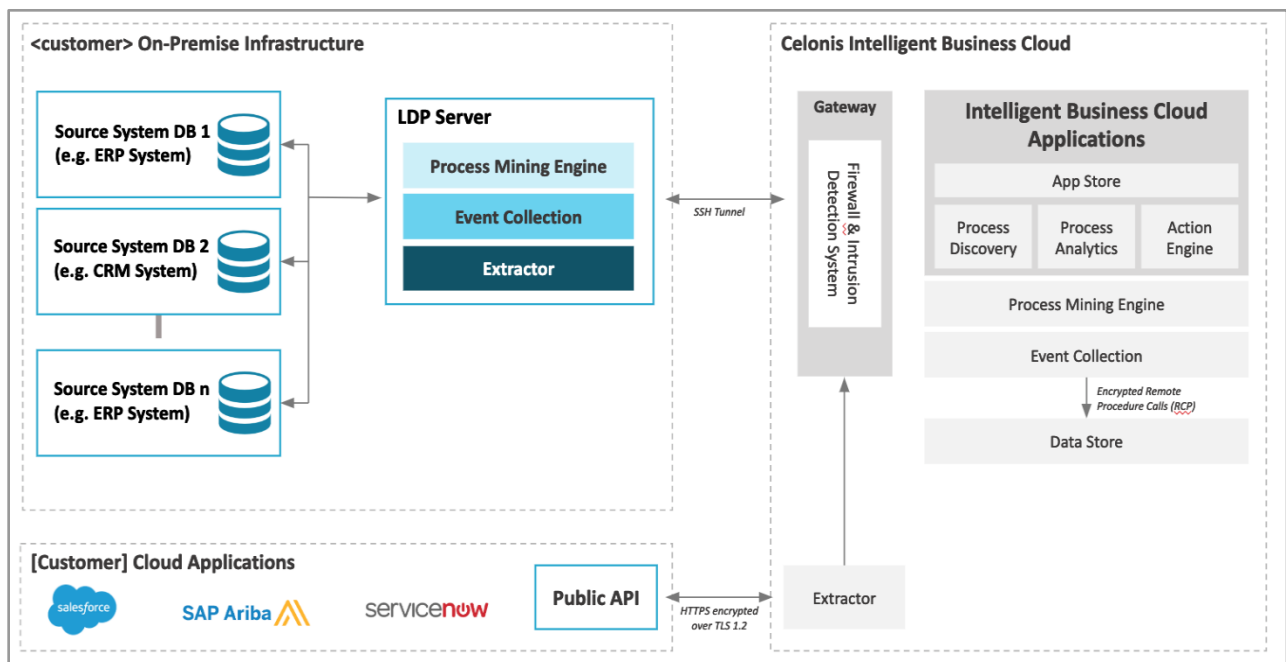 <customer> On-Premise Infrastructure
Source System DB 1
(e.g. ERP System)
Source System DB 2
(e.g. CRM System)
Source System DB n
(e.g. ERP System)
LDP Server
Process Mining Engine
Event Collection
Extractor
SSH Tunnel
Celonis Intelligent Business Cloud
Gateway
Firewall & Intrusion
Detection System
Intelligent Business Cloud
Applications
App Store
Process
Discovery
Process
Analytics
Action
Engine
Process Mining Engine
Event Collection
Encrypted Remote
Procedure Calls (RCP)
Data Store
[Customer] Cloud Applications
salesforce
SAP Ariba
servicenow
Public API
HTTPS encrypted
over TLS 1.2
Extractor